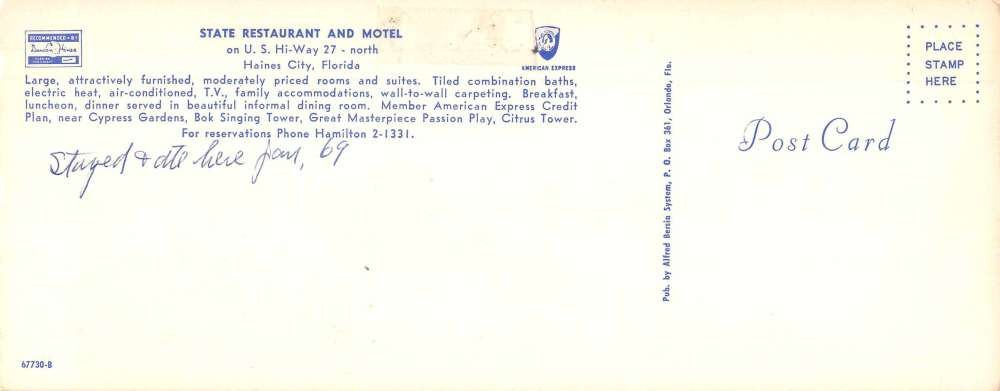 RECOMMENDED • BY
Duncan Hines
STATE RESTAURANT AND MOTEL
on U. S. Hi-Way 27 - north
Haines City, Florida
AMERICAN EXPRESS
Large, attractively furnished, moderately priced rooms and suites. Tiled combination baths,
electric heat, air-conditioned, T.V., family accommodations, wall-to-wall carpeting. Breakfast,
luncheon, dinner served in beautiful informal dining room. Member American Express Credit
Plan, near Cypress Gardens, Bok Singing Tower, Great Masterpiece Passion Play, Citrus Tower.
For reservations Phone Hamilton 2-1331.
Stayed & ate here Jan, 69
67730-B
Pub. by Alfred Bersin System, P. O. Box 361, Orlando, Fla.
Post Card
PLACE
STAMP
HERE